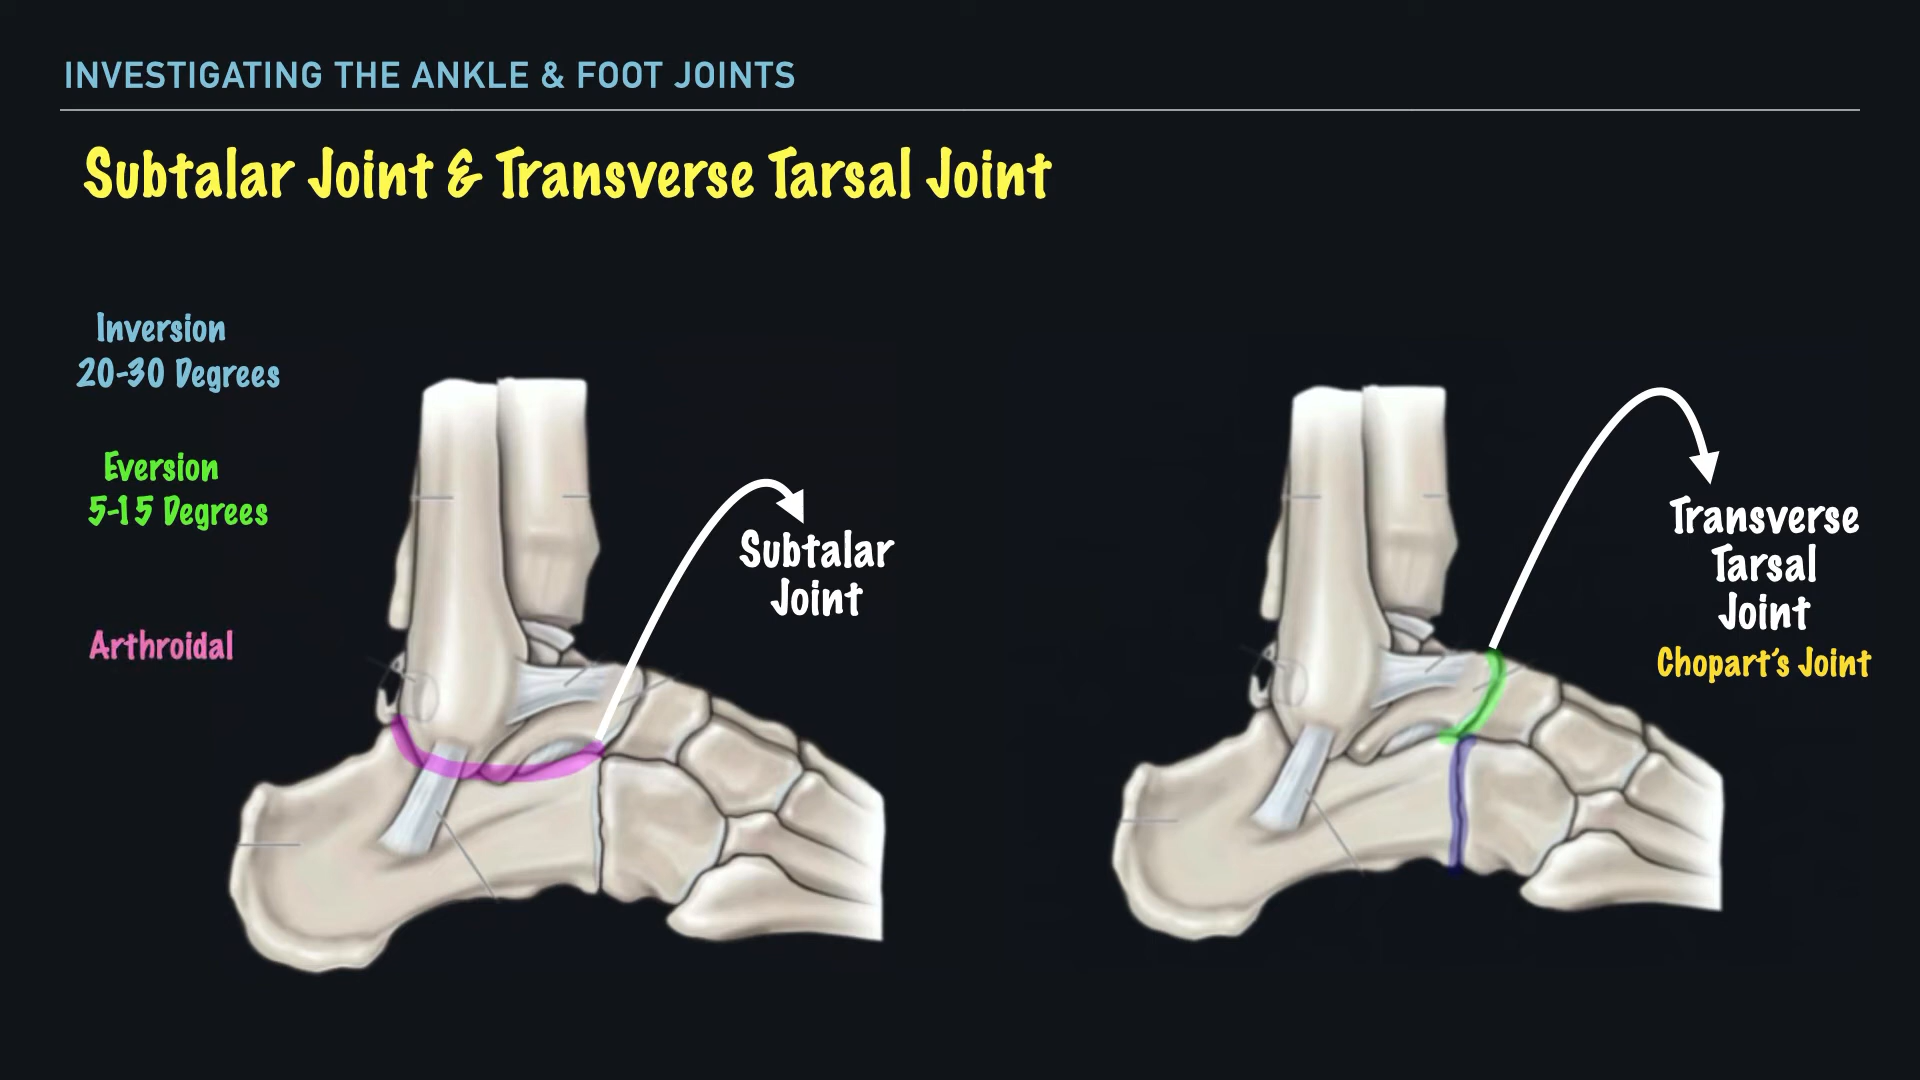 INVESTIGATING THE ANKLE & FOOT JOINTS
Subtalar Joint & Transverse Tarsal Joint
Inversion
20-30 Degrees
Eversion
5-15 Degrees
Arthroidal
Subtalar
Joint
Transverse
Tarsal
Joint
Chopart's Joint